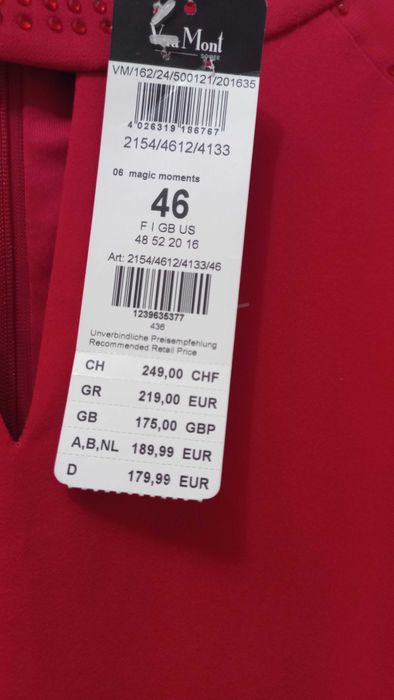 Mont
VM/162/24/500121/201635
4 026319 186767
2154/4612/4133
06 magic moments
46
F I GB US
48 52 20 16
Art: 2154/4612/4133/46
1239635377
436
Unverbindliche Preisempfehlung
Recommended Retail Price
CH 249,00 CHF
GR 219,00 EUR
GB 175,00 GBP
A,B,NL 189,99 EUR
D 179,99 EUR